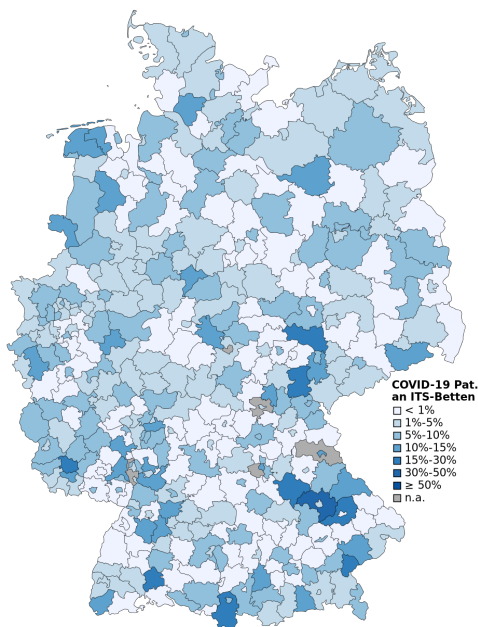 COVID-19 Pat.
an ITS-Betten
< 1%
1%-5%
5%-10%
10%-15%
15%-30%
30%-50%
≥ 50%
n.a.